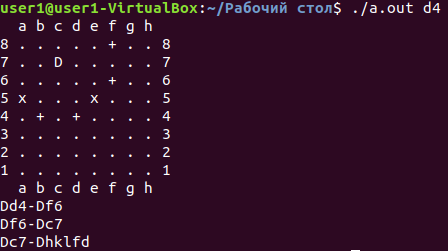 user1@user1-VirtualBox:~/Рабочий стол$ ./a.out d4
a b c d e f g h
8 . . . . . + . . 8
7 . . D . . . . . 7
6 . . . . . + . . 6
5 x . . . x . . . 5
4 . + . + . . . . 4
3 . . . . . . . . 3
2 . . . . . . . . 2
1 . . . . . . . . 1
a b c d e f g h
Dd4-Df6
Df6-Dc7
Dc7-Dhklfd